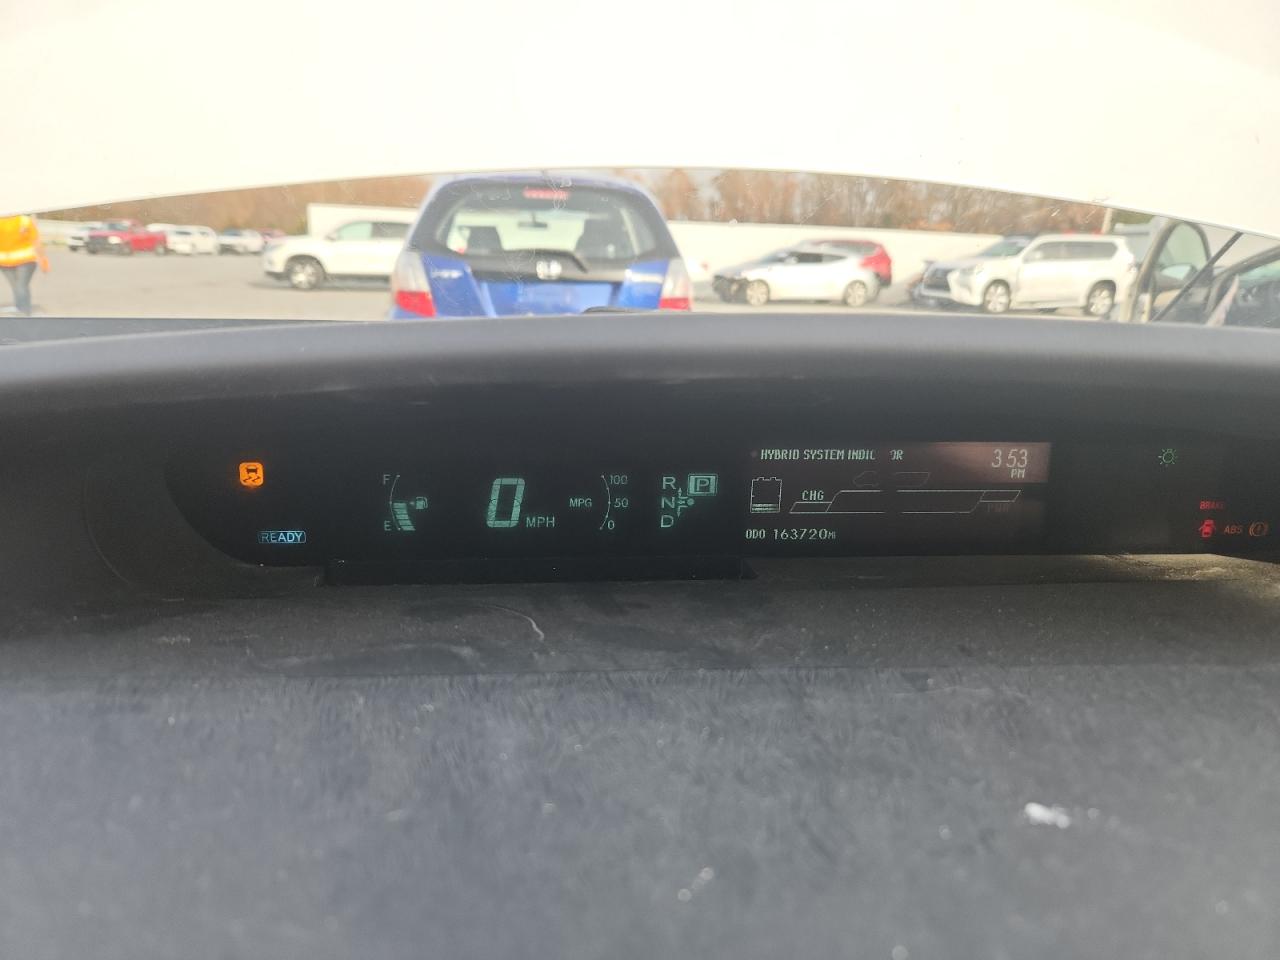 HYBRID SYSTEM INDIC OR
3 53
PM
F
100
R P
CHG
MPG
50
N
0 MPH
E
0
D
PWR
READY
ODO 163720MI
BRAKE
ABS